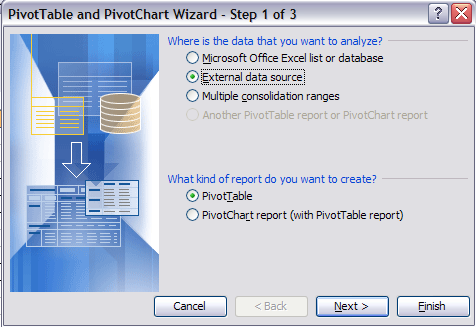 PivotTable and PivotChart Wizard - Step 1 of 3
Where is the data that you want to analyze?
Microsoft Office Excel list or database
External data source
Multiple consolidation ranges
Another PivotTable report or PivotChart report
What kind of report do you want to create?
PivotTable
PivotChart report (with PivotTable report)
Cancel < Back Next > Finish